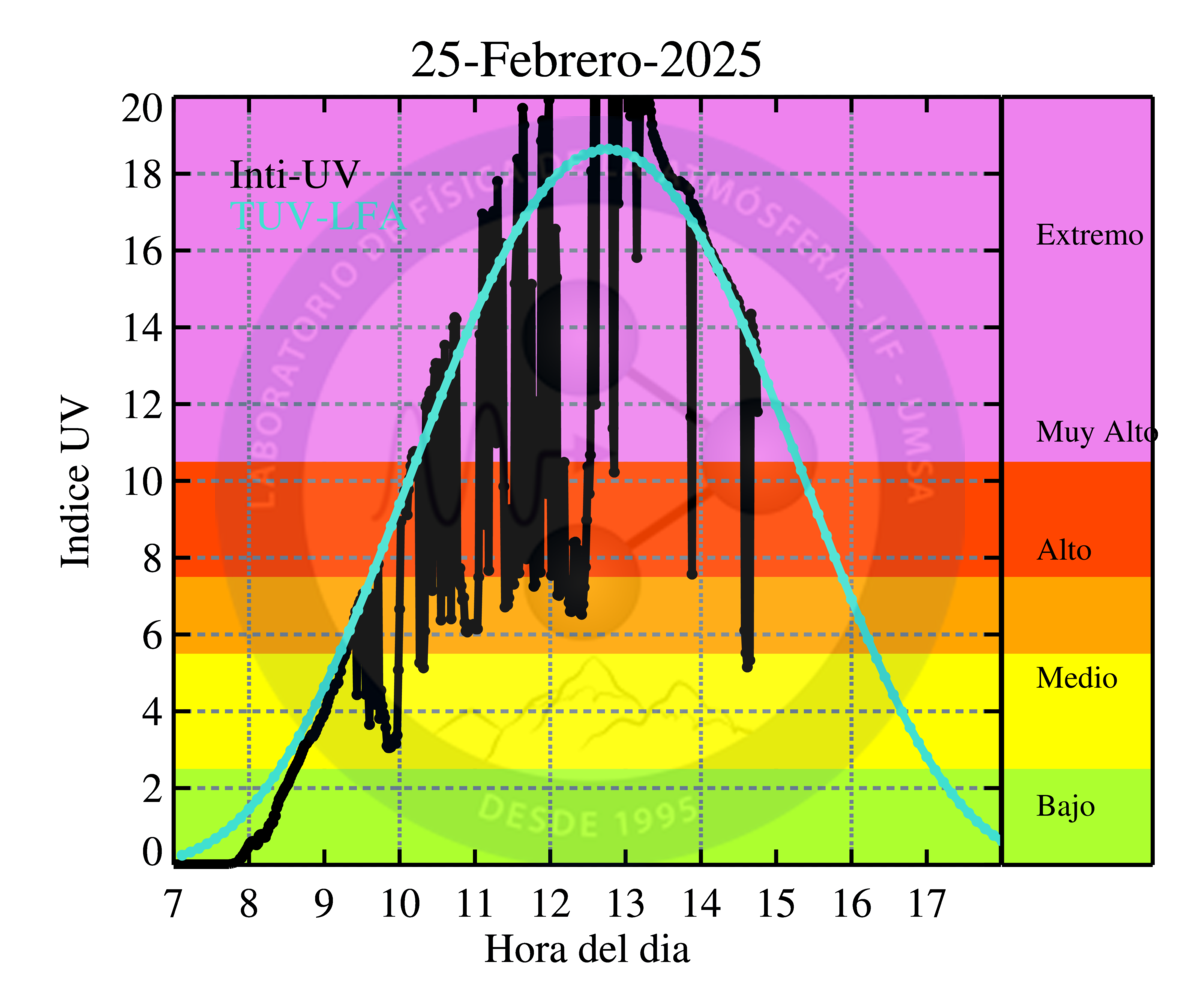 25-Febrero-2025
20
18
16
14
12
10
8
6
4
2
0
Indice UV
Inti-UV
TUV-LFA
LABORATORIO DE FÍSICA DE LA ATMÓSFERA - IIF - UMSA
DESDE 1995
Extremo
Muy Alto
Alto
Medio
Bajo
7 8 9 10 11 12 13 14 15 16 17
Hora del dia